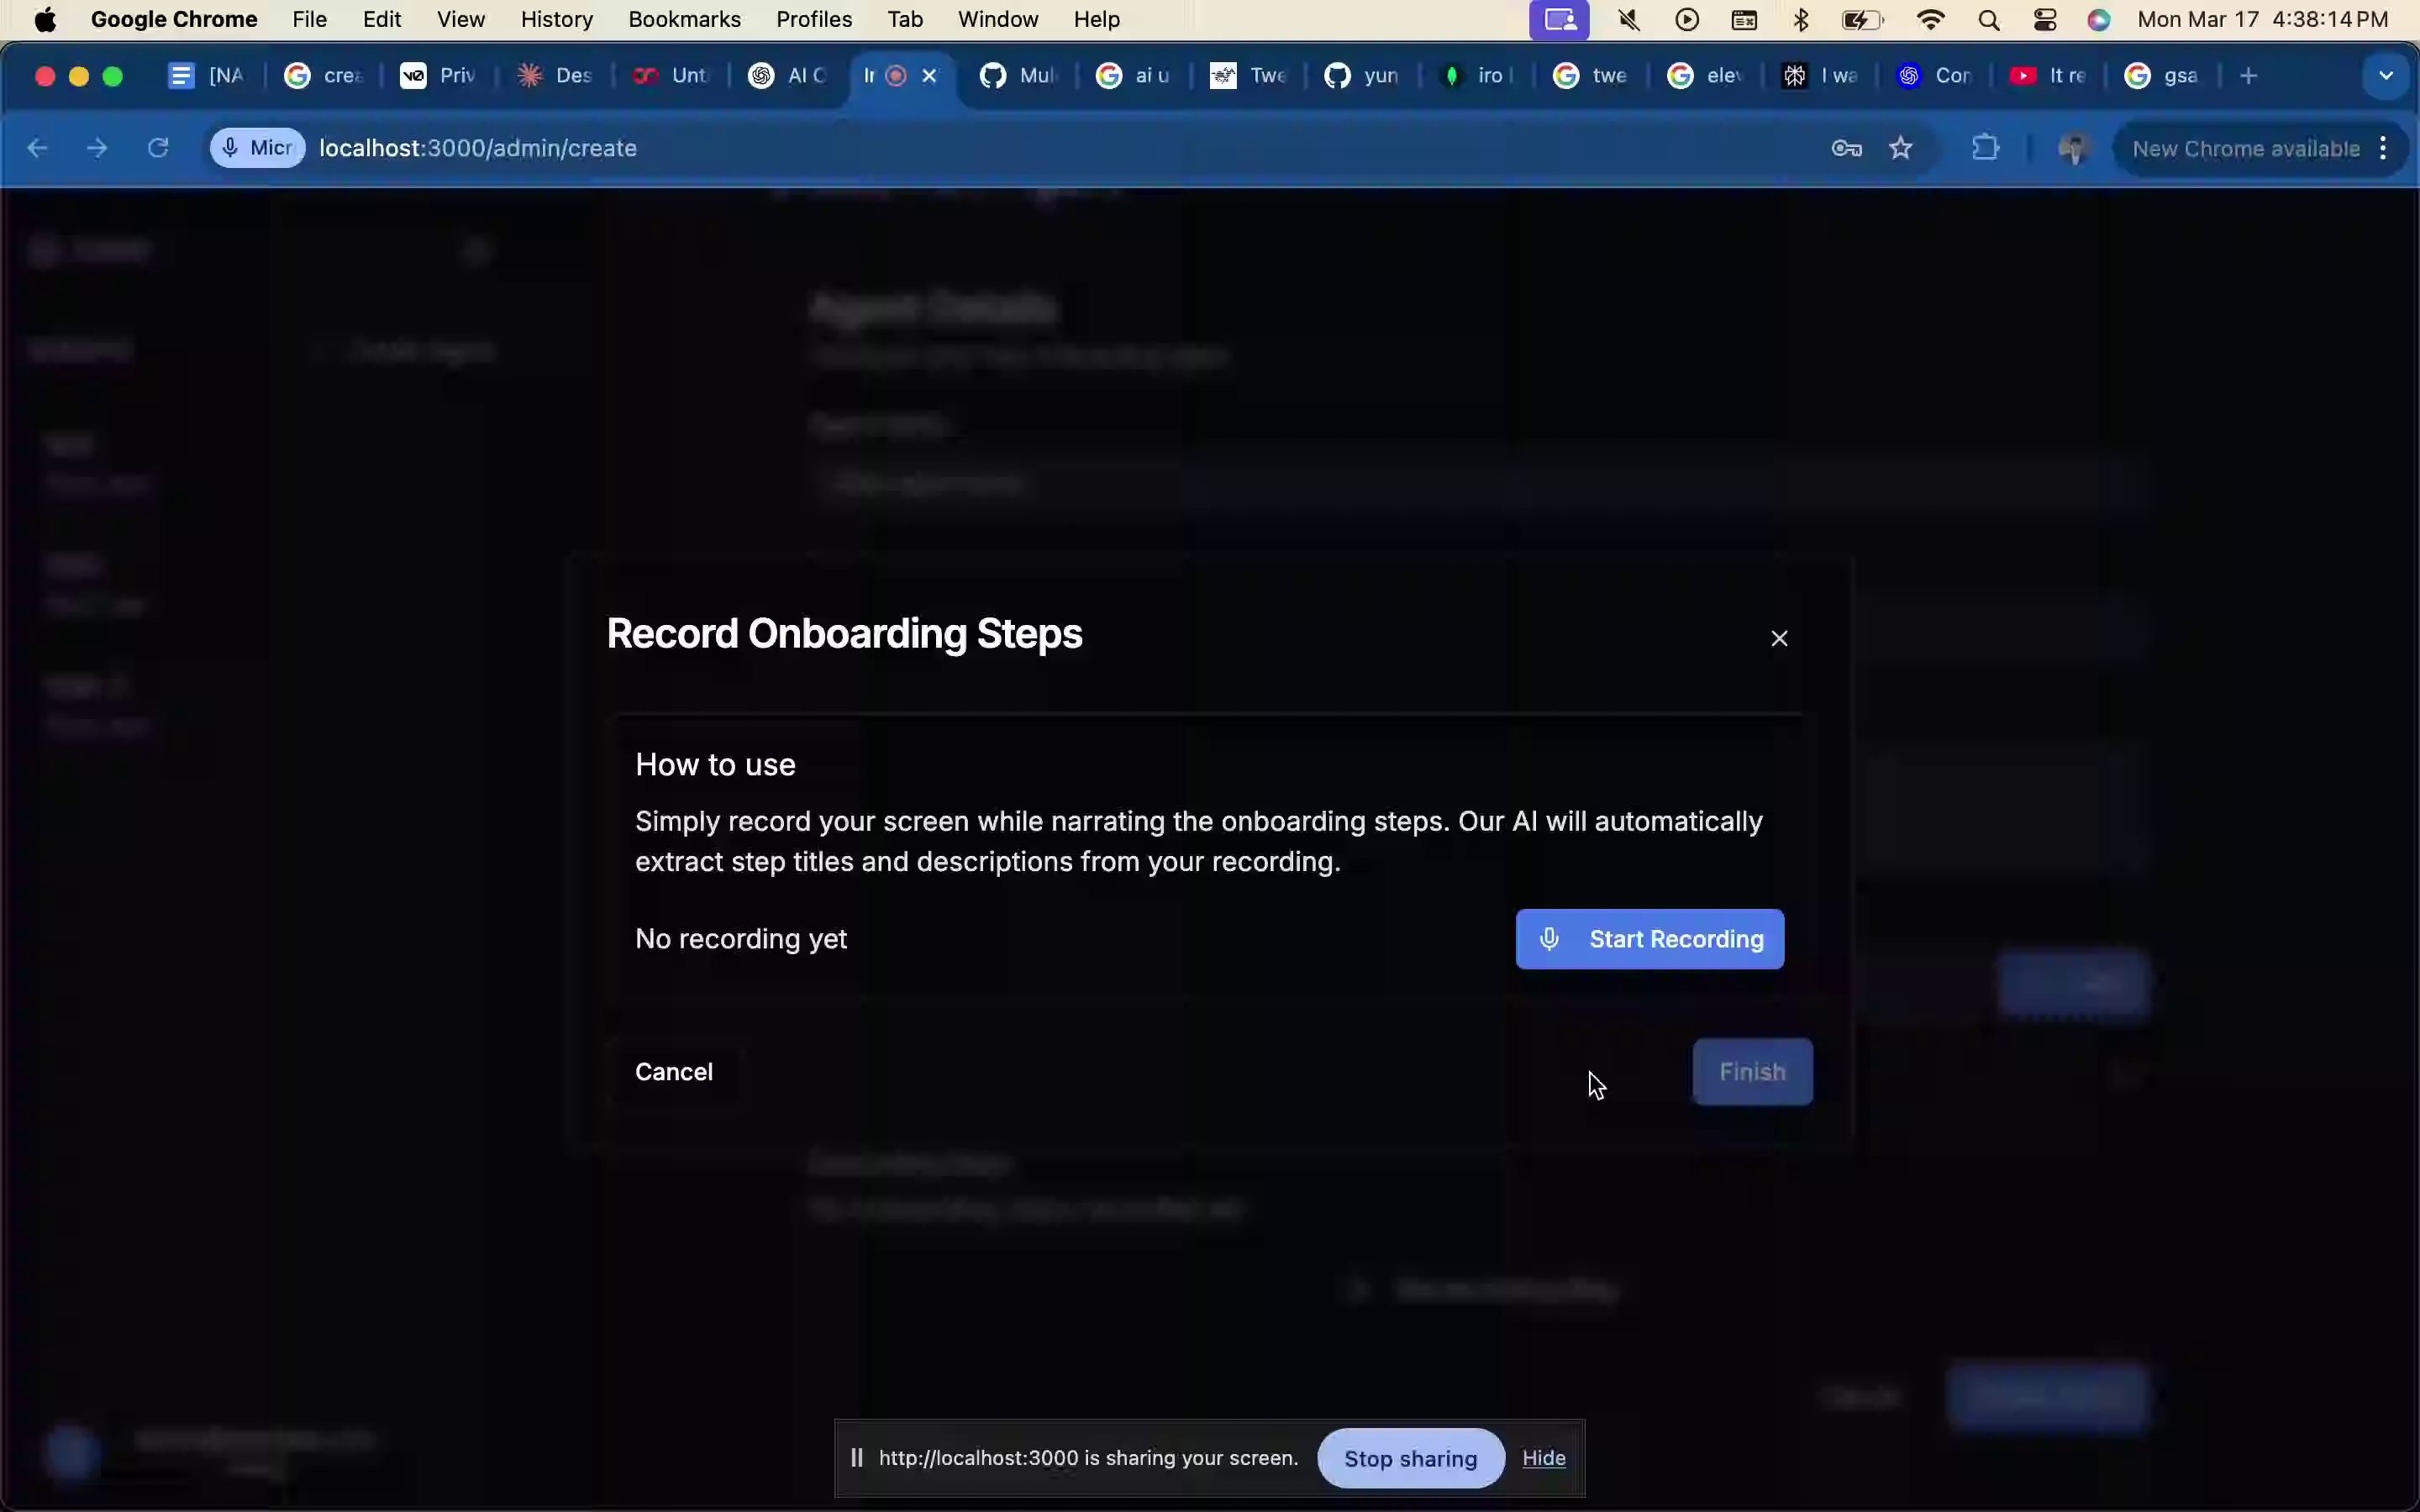 Google Chrome File Edit View History Bookmarks Profiles Tab Window Help Mon Mar 17 4:38:14 PM
[NA crea Priv Des Unt AI C Ir Mul ai u Twe yun iro twe elev I wa Con It re gsa
Micr localhost:3000/admin/create New Chrome available
Agent Details
Record Onboarding Steps
How to use
Simply record your screen while narrating the onboarding steps. Our AI will automatically
extract step titles and descriptions from your recording.
No recording yet Start Recording
Cancel Finish
http://localhost:3000 is sharing your screen. Stop sharing Hide